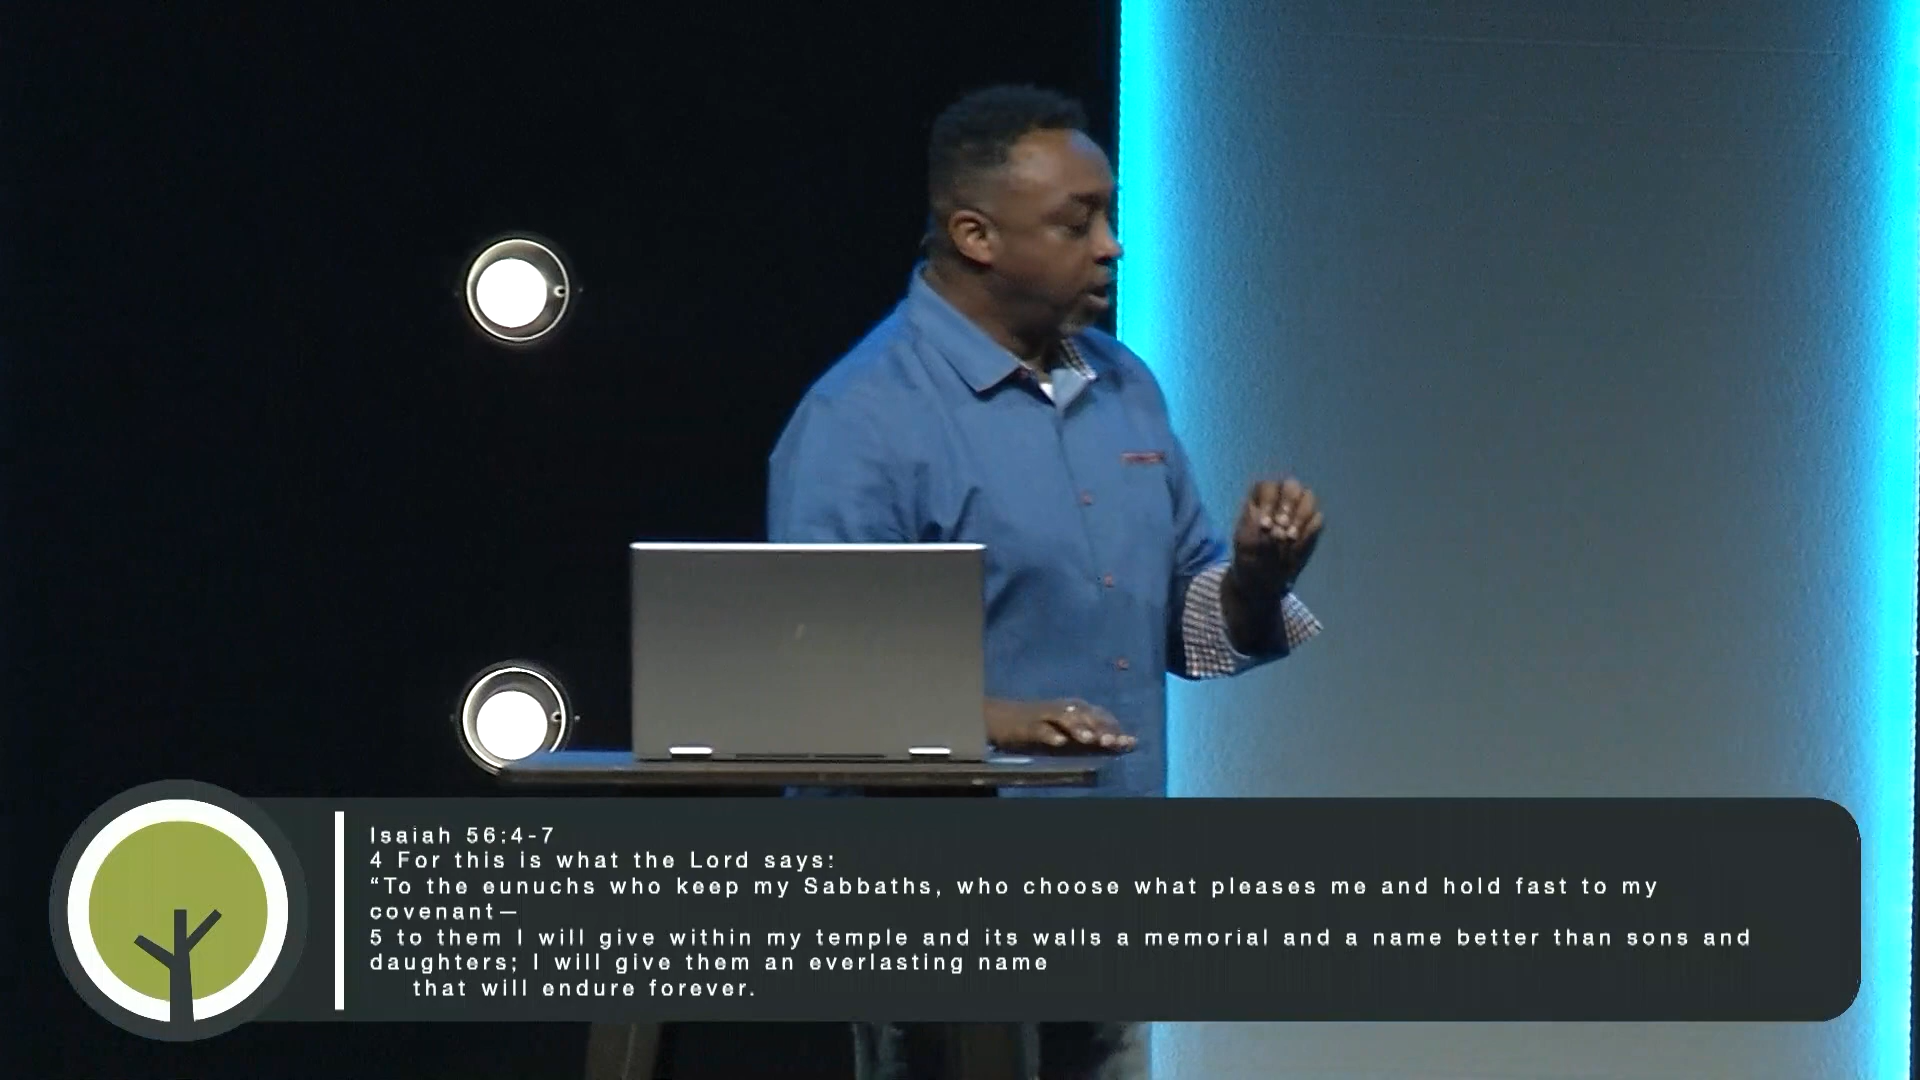 Isaiah 56:4-7
4 For this is what the Lord says:
“To the eunuchs who keep my Sabbaths, who choose what pleases me and hold fast to my
covenant—
5 to them I will give within my temple and its walls a memorial and a name better than sons and
daughters; I will give them an everlasting name
that will endure forever.